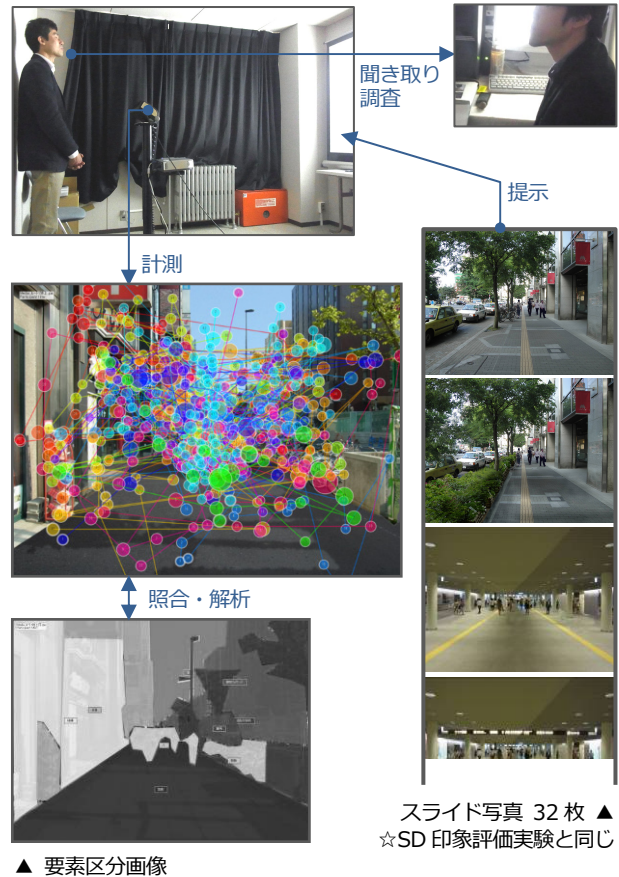 聞き取り
調査
提示
計測
照合・解析
スライド写真 32 枚 ▲
☆SD 印象評価実験と同じ
▲ 要素区分画像